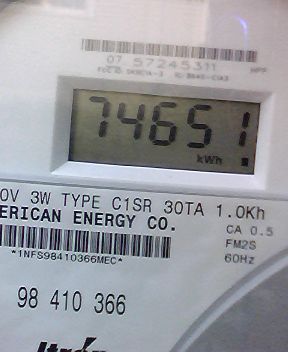 07 57245311
74651
kWh
0V 3W TYPE C1SR 30TA 1.0Kh
ERICAN ENERGY CO.
CA 0.5
FM2S
*1NFS98410366MEC*
60Hz
98 410 366
Itron